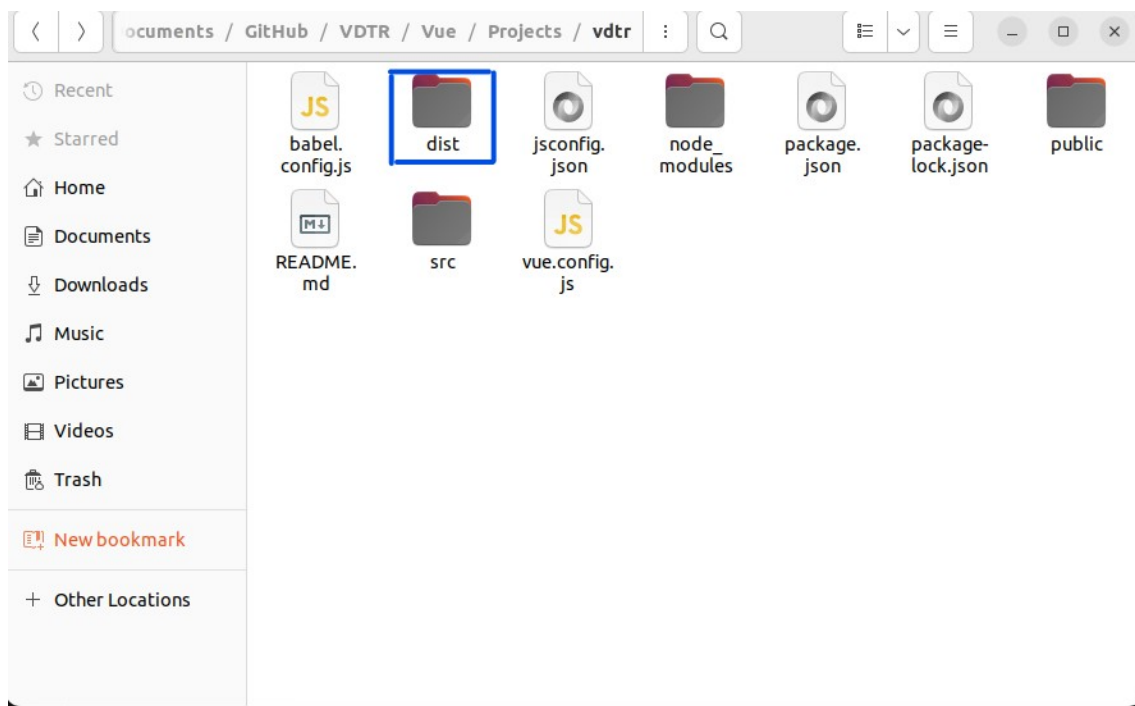 ocuments / GitHub / VDTR / Vue / Projects / vdtr
Recent
Starred
Home
Documents
Downloads
Music
Pictures
Videos
Trash
New bookmark
+ Other Locations
JS
babel.
config.js
dist
jsconfig.
json
node_
modules
package.
json
package-
lock.json
public
M↓
README.
md
src
JS
vue.config.
js